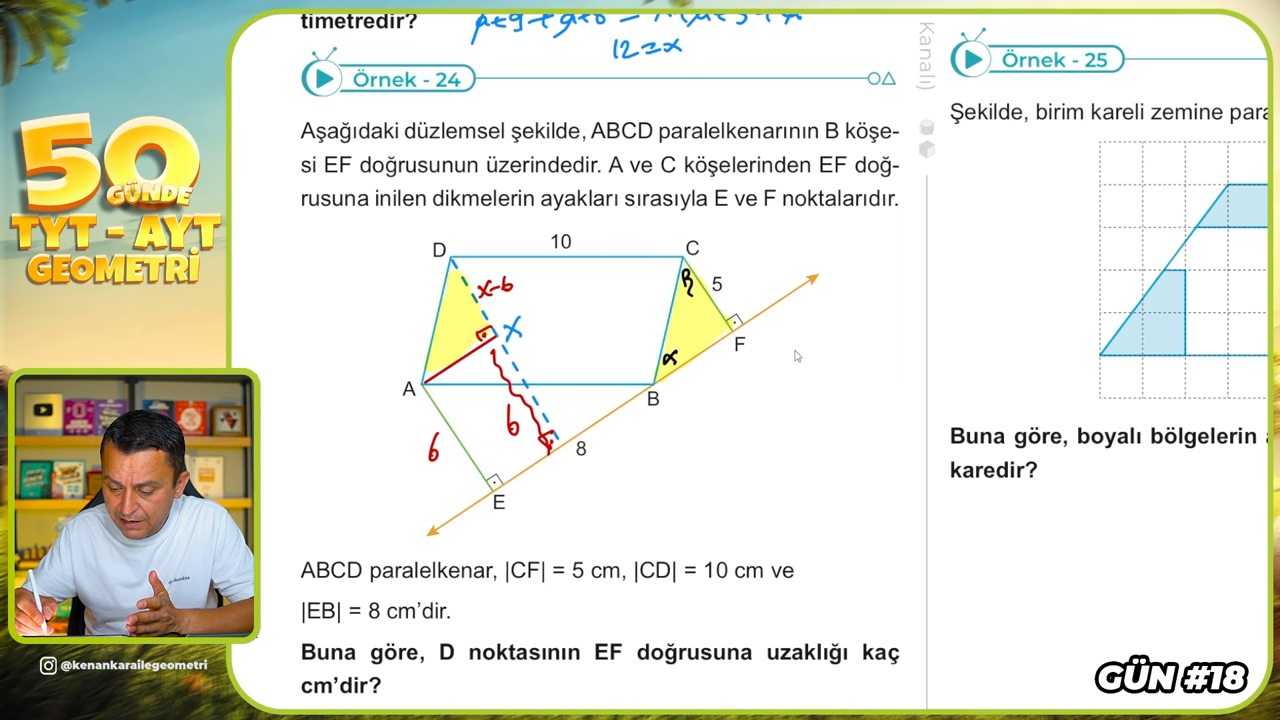 timetredir?
12=x
Örnek - 24
Aşağıdaki düzlemsel şekilde, ABCD paralelkenarının B köşe-
si EF doğrusunun üzerindedir. A ve C köşelerinden EF doğ-
rusuna inilen dikmelerin ayakları sırasıyla E ve F noktalarıdır.
D 10 C
x-6 β 5
x F
α
A B
6 6 8
E
ABCD paralelkenar, |CF| = 5 cm, |CD| = 10 cm ve
|EB| = 8 cm'dir.
Buna göre, D noktasının EF doğrusuna uzaklığı kaç
cm'dir?
Kanalı)
Örnek - 25
Şekilde, birim kareli zemine para
Buna göre, boyalı bölgelerin
karedir?
50
GÜNDE
TYT - AYT
GEOMETRİ
columbia
@kenankarailegeometri
GÜN #18